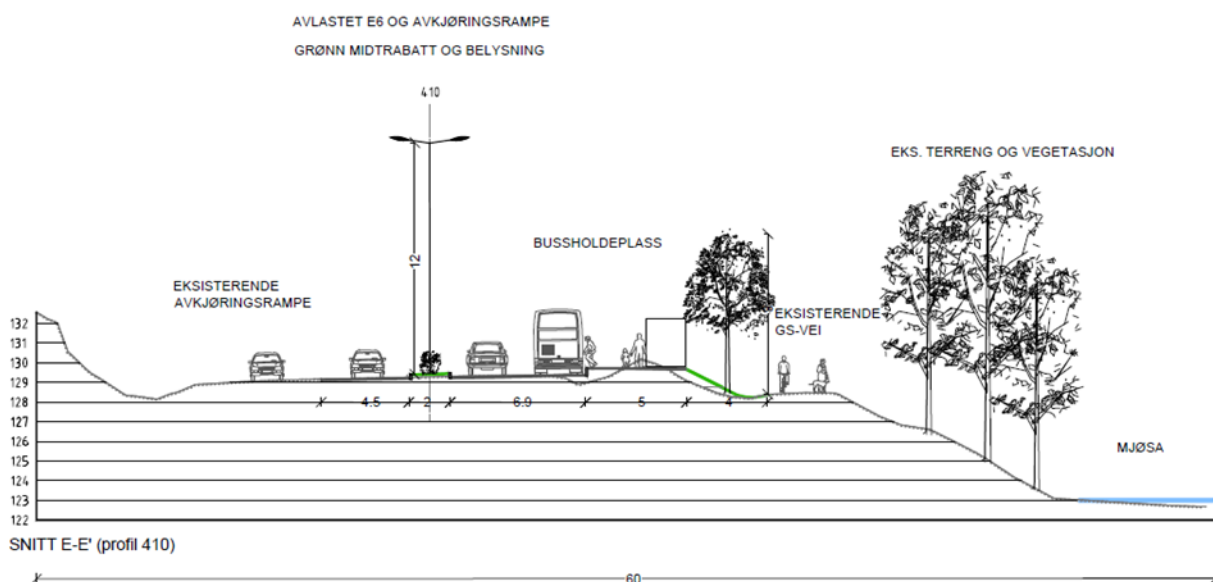 AVLASTET E6 OG AVKJØRINGSRAMPE
GRØNN MIDTRABATT OG BELYSNING
410
EKS. TERRENG OG VEGETASJON
BUSSHOLDEPLASS
12
EKSISTERENDE
AVKJØRINGSRAMPE
EKSISTERENDE
GS-VEI
132
131
130
129
128
127
126
125
124
123
122
4.5
2
6.9
5
4
MJØSA
SNITT E-E' (profil 410)
60